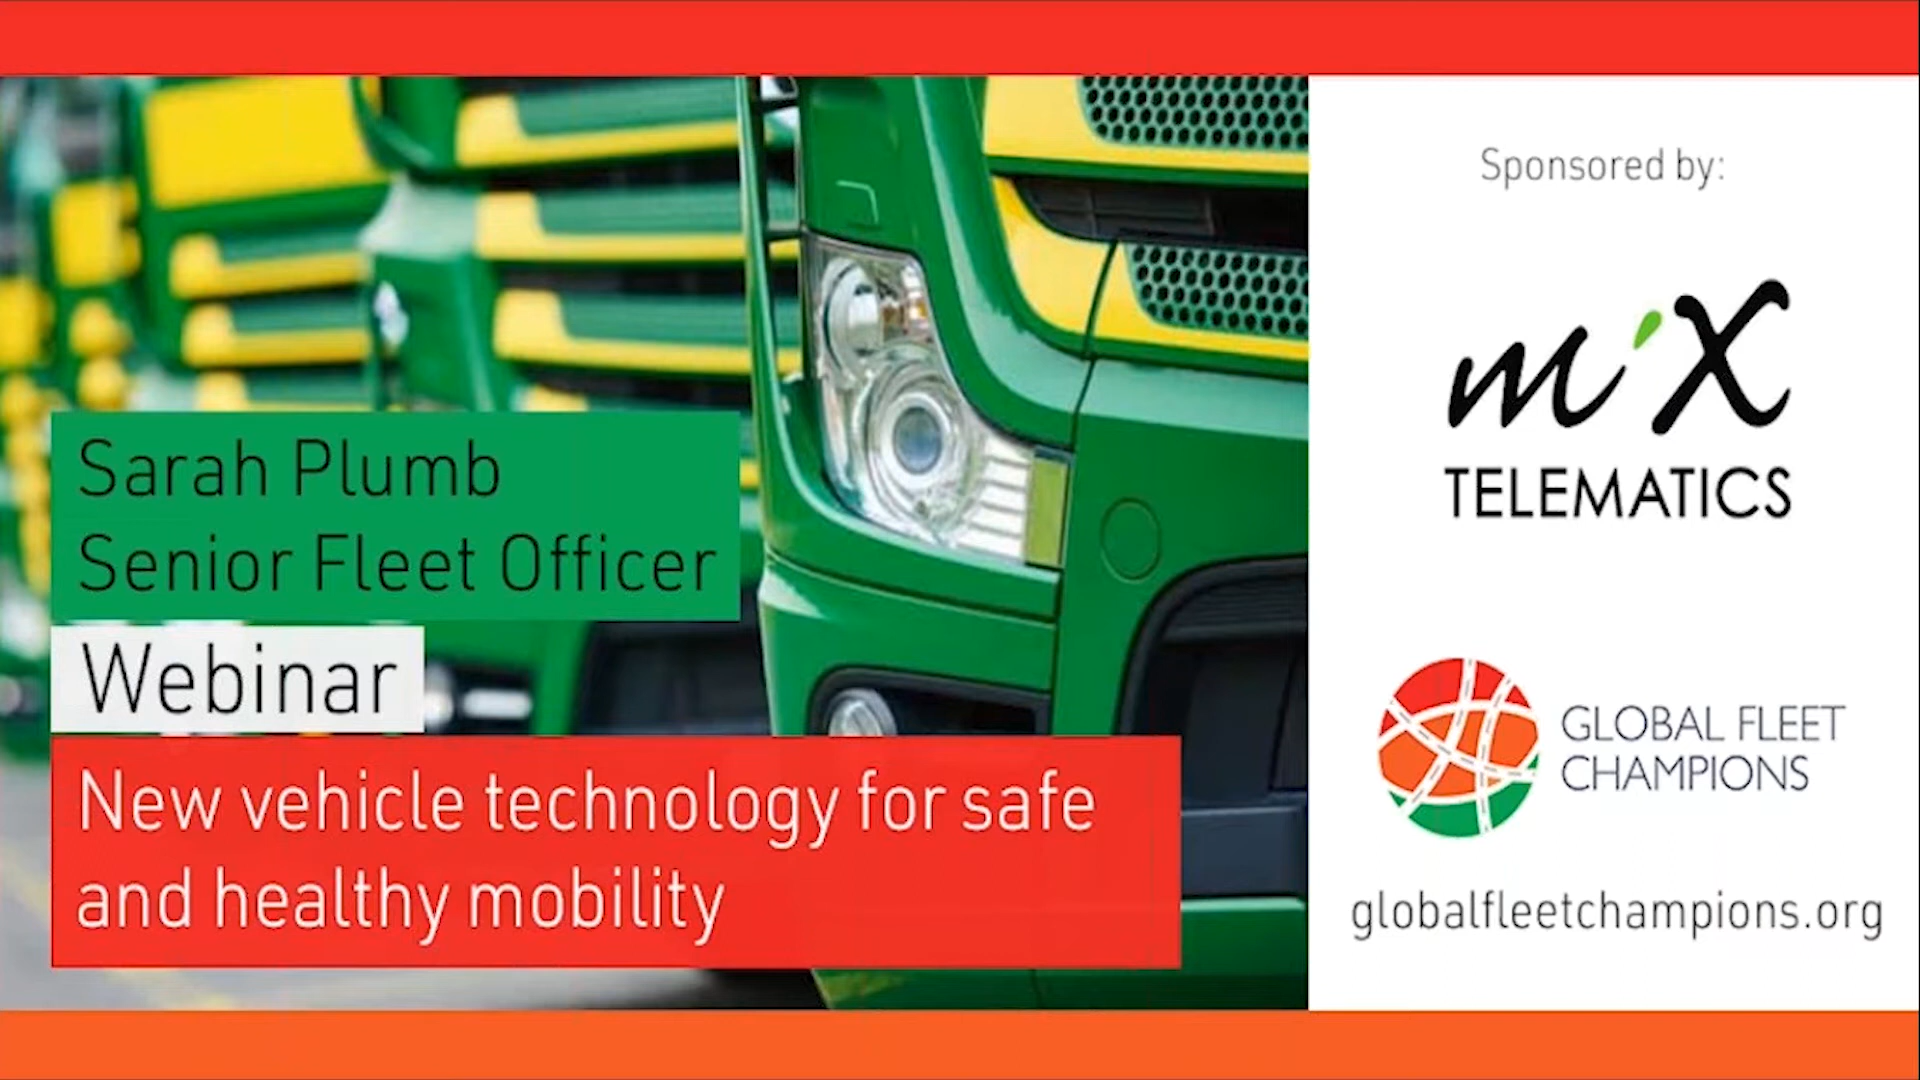 Sarah Plumb
Senior Fleet Officer
Webinar
New vehicle technology for safe
and healthy mobility
Sponsored by:
mix
TELEMATICS
GLOBAL FLEET
CHAMPIONS
globalfleetchampions.org